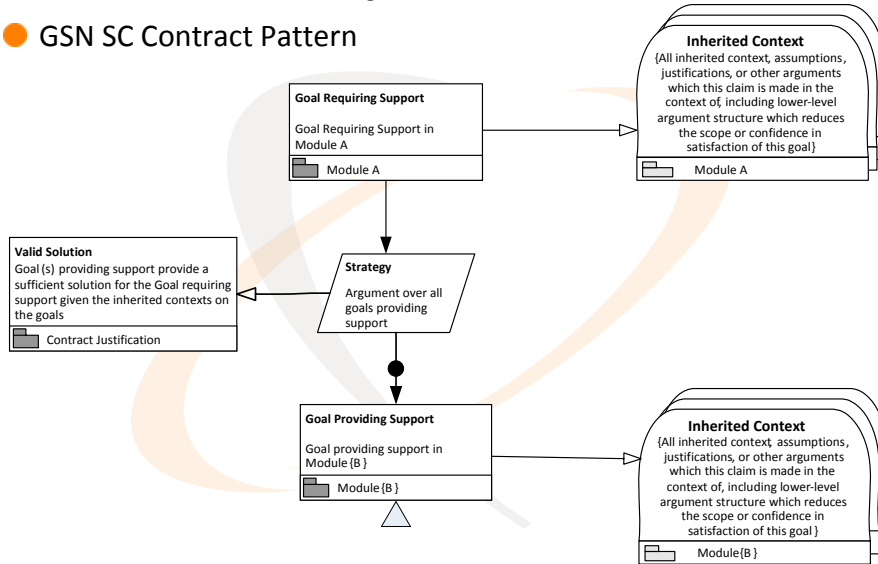 GSN SC Contract Pattern
Inherited Context
{All inherited context, assumptions,
justifications, or other arguments
which this claim is made in the
context of, including lower-level
argument structure which reduces
the scope or confidence in
satisfaction of this goal}
Module A
Goal Requiring Support
Goal Requiring Support in
Module A
Module A
Valid Solution
Goal(s) providing support provide a
sufficient solution for the Goal requiring
support given the inherited contexts on
the goals
Contract Justification
Strategy
Argument over all
goals providing
support
Goal Providing Support
Goal providing support in
Module {B}
Module {B}
Inherited Context
{All inherited context, assumptions,
justifications, or other arguments
which this claim is made in the
context of, including lower-level
argument structure which reduces
the scope or confidence in
satisfaction of this goal}
Module{B}